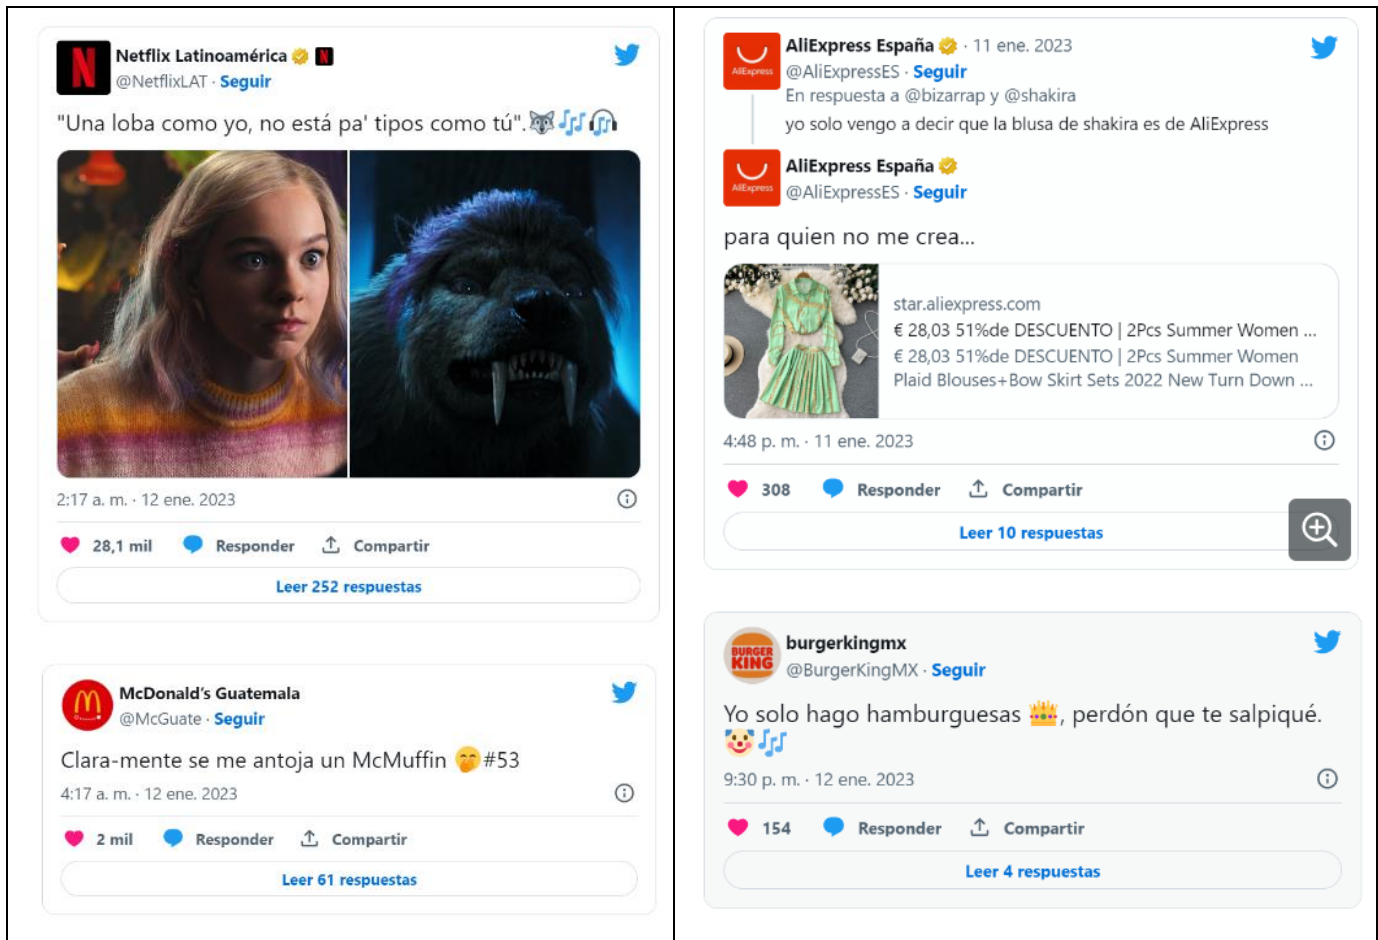 Netflix Latinoamérica
@NetflixLAT · Seguir
"Una loba como yo, no está pa' tipos como tú".🐺🎶🎧
2:17 a. m. · 12 ene. 2023
28,1 mil Responder Compartir
Leer 252 respuestas
McDonald's Guatemala
@McGuate · Seguir
Clara-mente se me antoja un McMuffin 🤭#53
4:17 a. m. · 12 ene. 2023
2 mil Responder Compartir
Leer 61 respuestas
AliExpress
AliExpress España · 11 ene. 2023
@AliExpressES · Seguir
En respuesta a @bizarrap y @shakira
yo solo vengo a decir que la blusa de shakira es de AliExpress
AliExpress
AliExpress España
@AliExpressES · Seguir
para quien no me crea...
star.aliexpress.com
€ 28,03 51%de DESCUENTO | 2Pcs Summer Women ...
€ 28,03 51%de DESCUENTO | 2Pcs Summer Women
Plaid Blouses+Bow Skirt Sets 2022 New Turn Down ...
4:48 p. m. · 11 ene. 2023
308 Responder Compartir
Leer 10 respuestas
BURGER
KING
burgerkingmx
@BurgerKingMX · Seguir
Yo solo hago hamburguesas 👑, perdón que te salpiqué.
🤡🎶
9:30 p. m. · 12 ene. 2023
154 Responder Compartir
Leer 4 respuestas